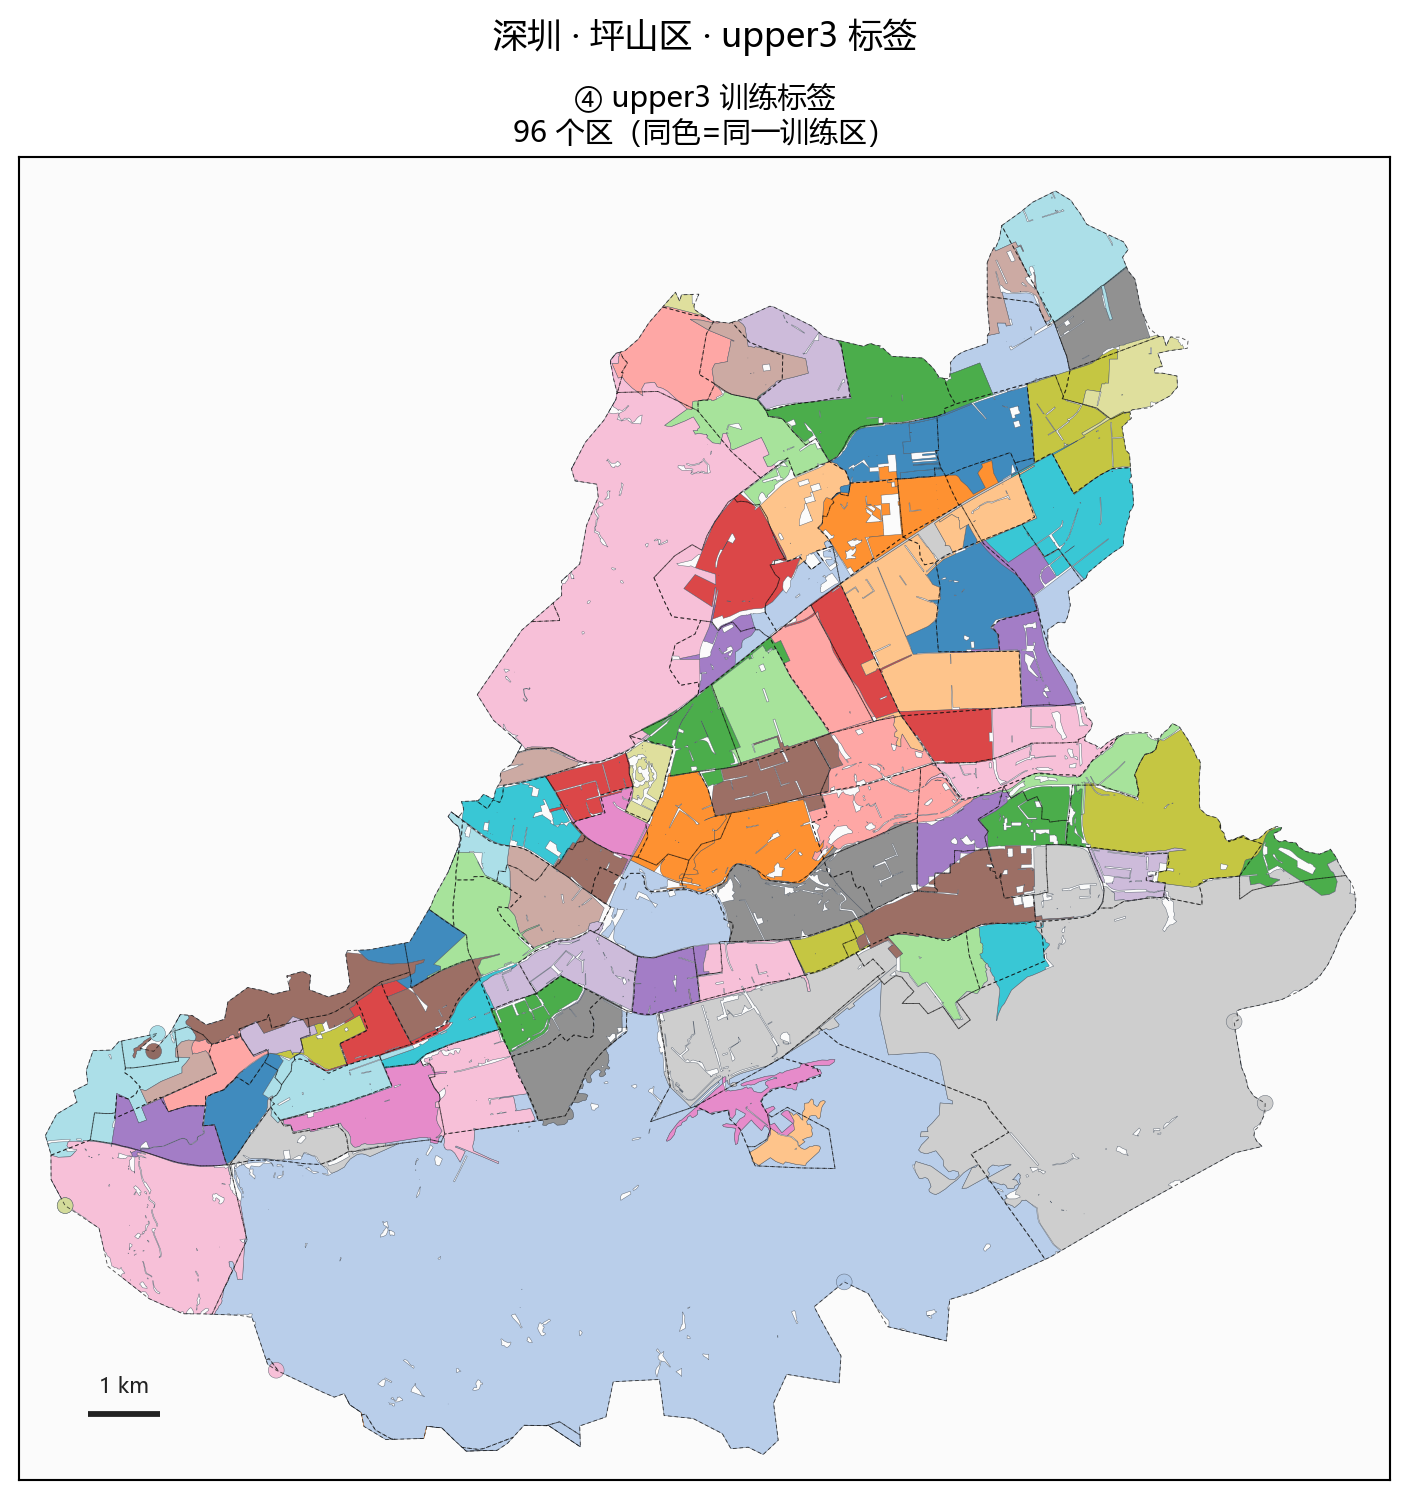 深圳 · 坪山区 · upper3 标签
④ upper3 训练标签
96 个区（同色=同一训练区）
1 km